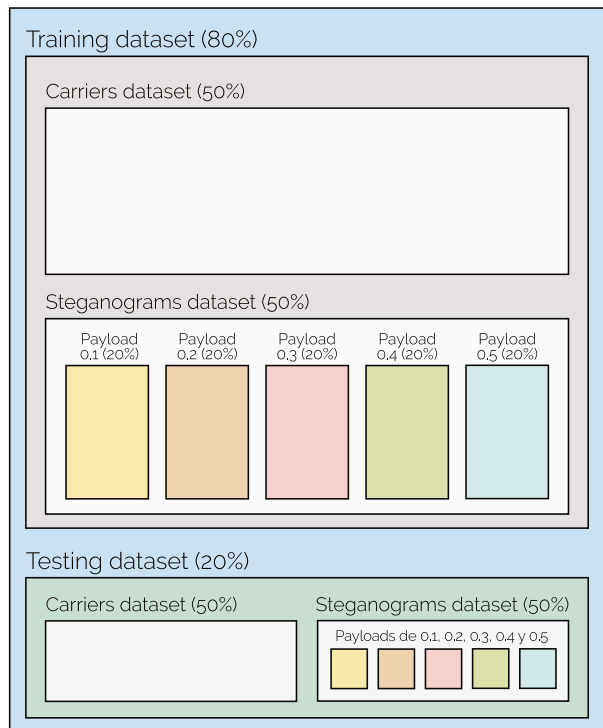 Training dataset (80%)
Carriers dataset (50%)
Steganograms dataset (50%)
Payload
0.1 (20%)
Payload
0.2 (20%)
Payload
0.3 (20%)
Payload
0.4 (20%)
Payload
0.5 (20%)
Testing dataset (20%)
Carriers dataset (50%)
Steganograms dataset (50%)
Payloads de 0.1, 0.2, 0.3, 0.4 y 0.5